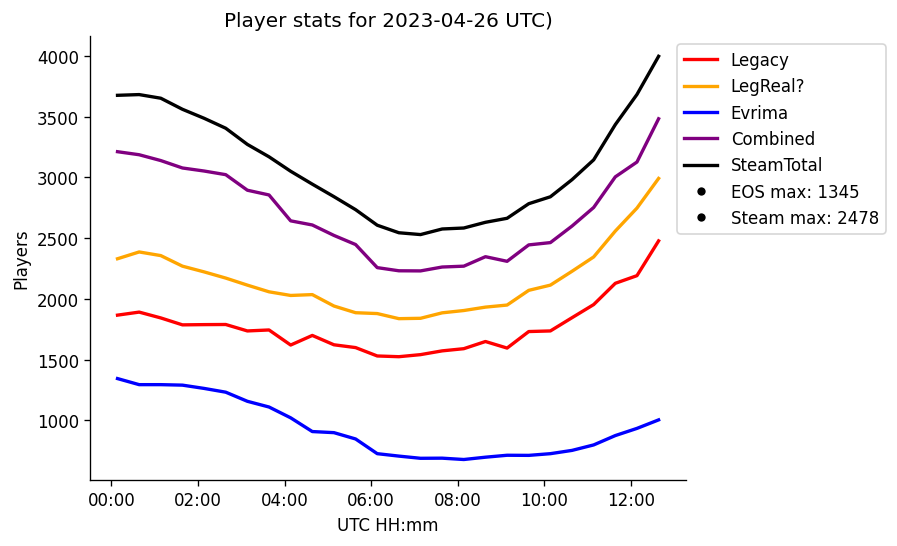 Player stats for 2023-04-26 UTC)
4000
3500
3000
2500
2000
1500
1000
Players
00:00
02:00
04:00
06:00
08:00
10:00
12:00
UTC HH:mm
Legacy
LegReal?
Evrima
Combined
SteamTotal
EOS max: 1345
Steam max: 2478